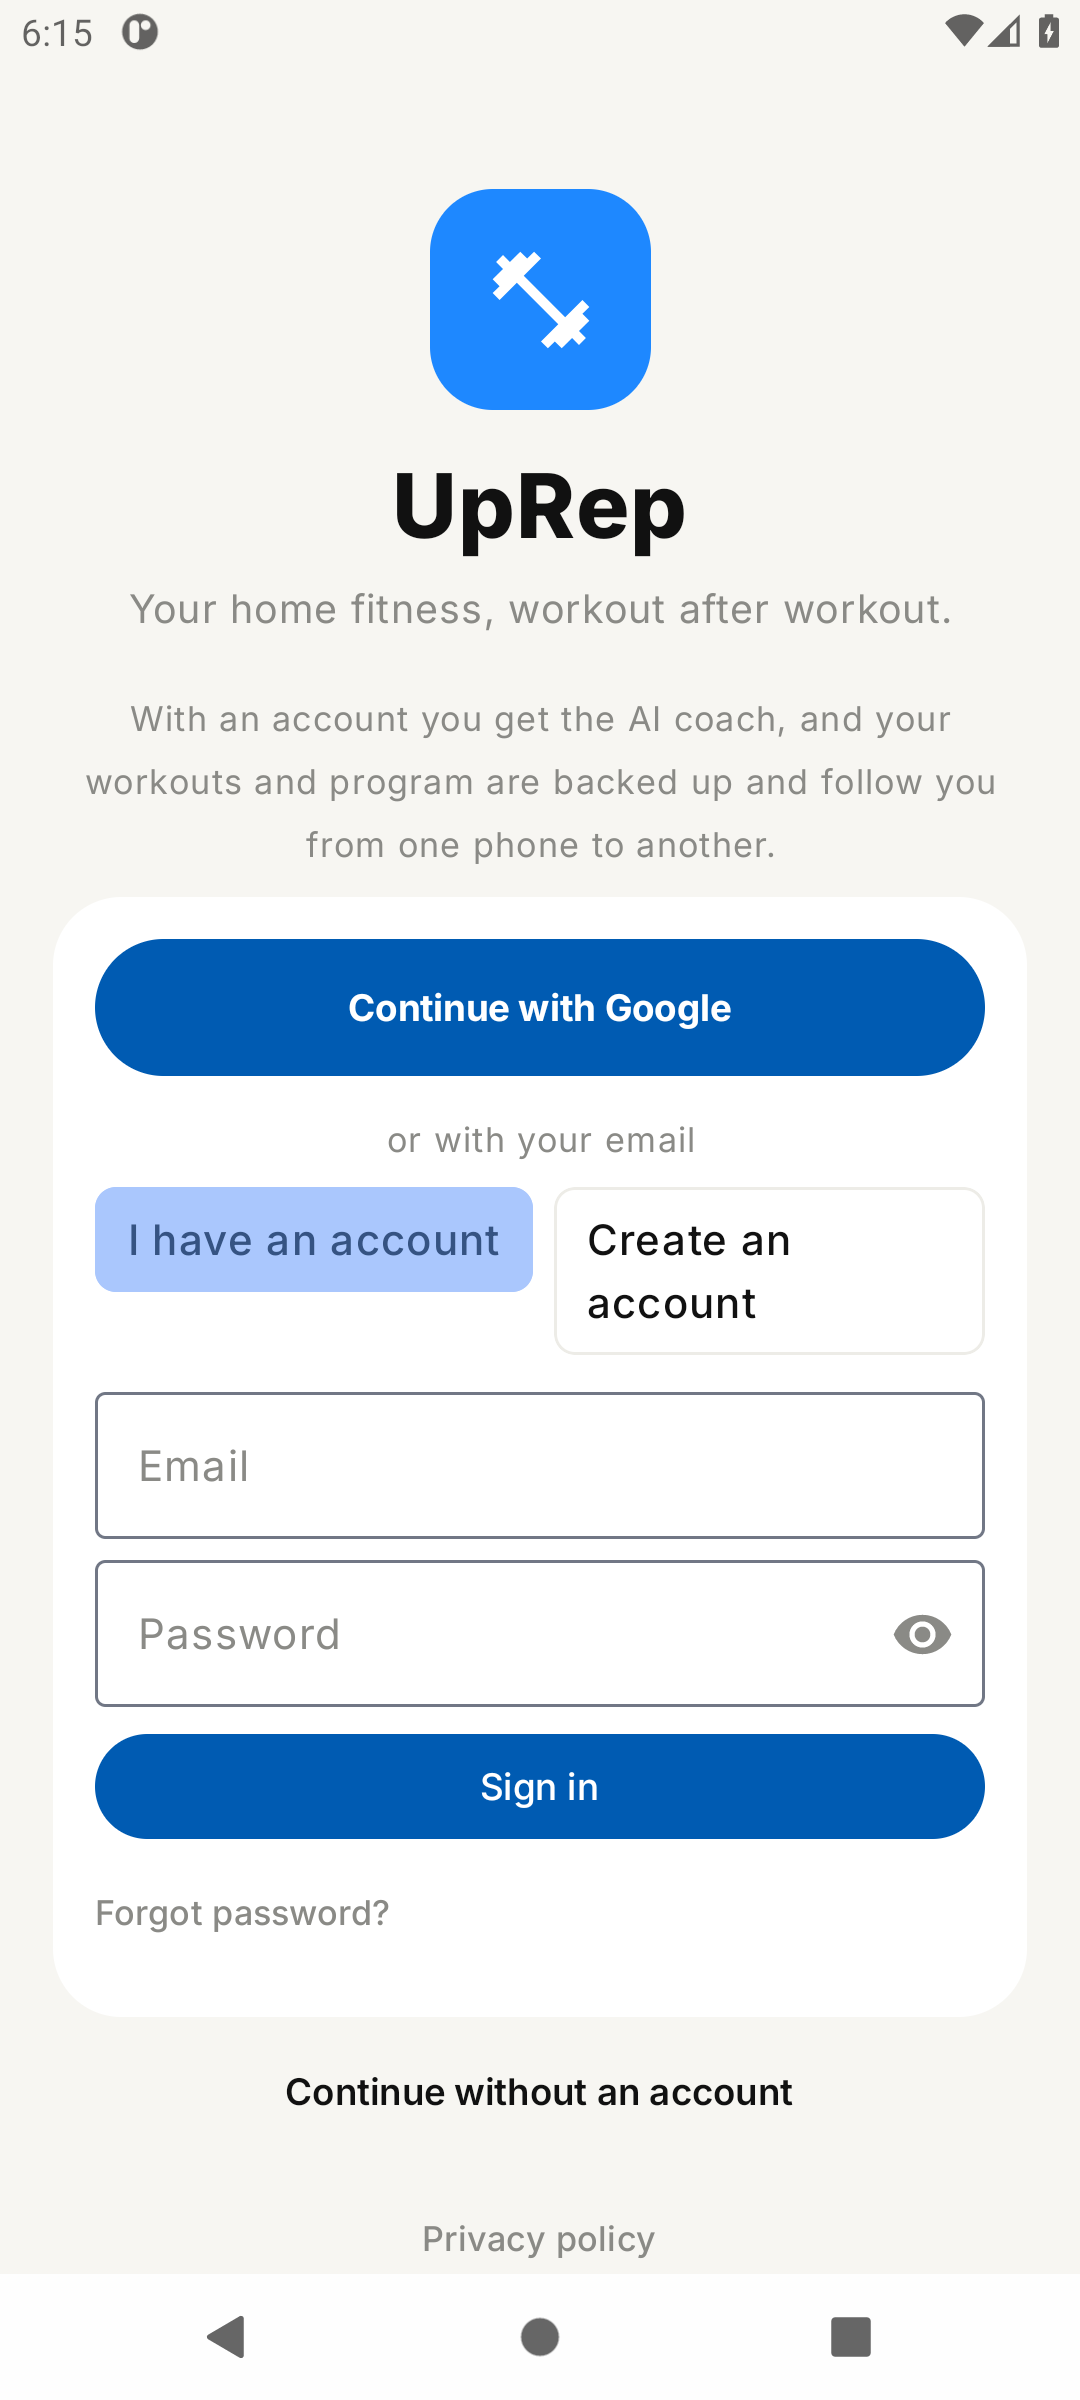 6:15
UpRep
Your home fitness, workout after workout.
With an account you get the AI coach, and your
workouts and program are backed up and follow you
from one phone to another.
Continue with Google
or with your email
I have an account
Create an
account
Email
Password
Sign in
Forgot password?
Continue without an account
Privacy policy